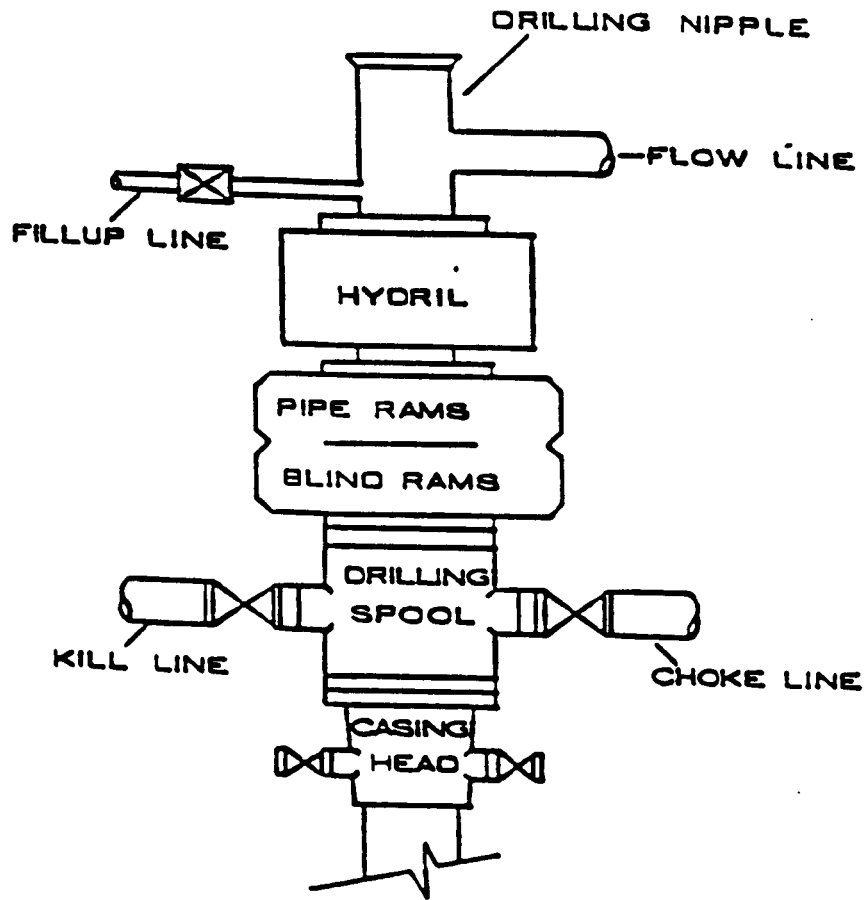 DRILLING NIPPLE
FLOW LINE
FILLUP LINE
HYDRIL
PIPE RAMS
BLIND RAMS
DRILLING
SPOOL
KILL LINE
CHOKE LINE
CASING
HEAD